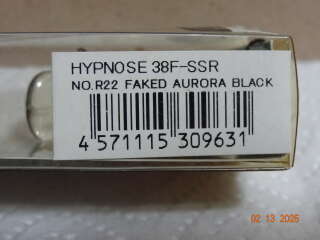 HYPNOSE 38F-SSR
NO.R22 FAKED AURORA BLACK
4 571115 309631
02 13 2025